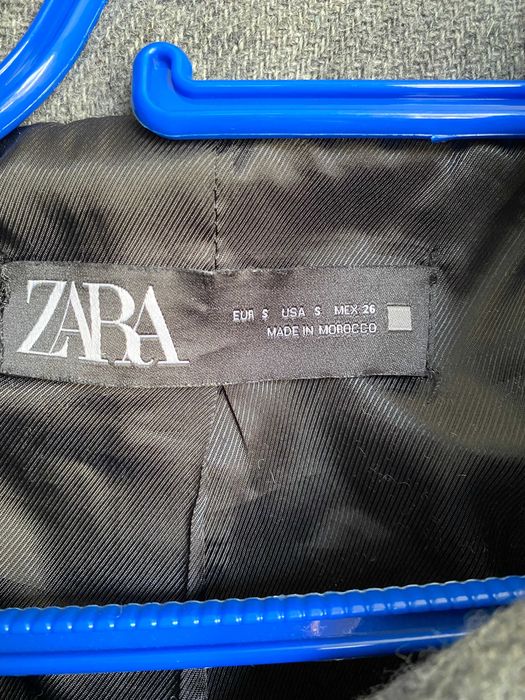 ZARA
EUR S USA S MEX 26
MADE IN MOROCCO